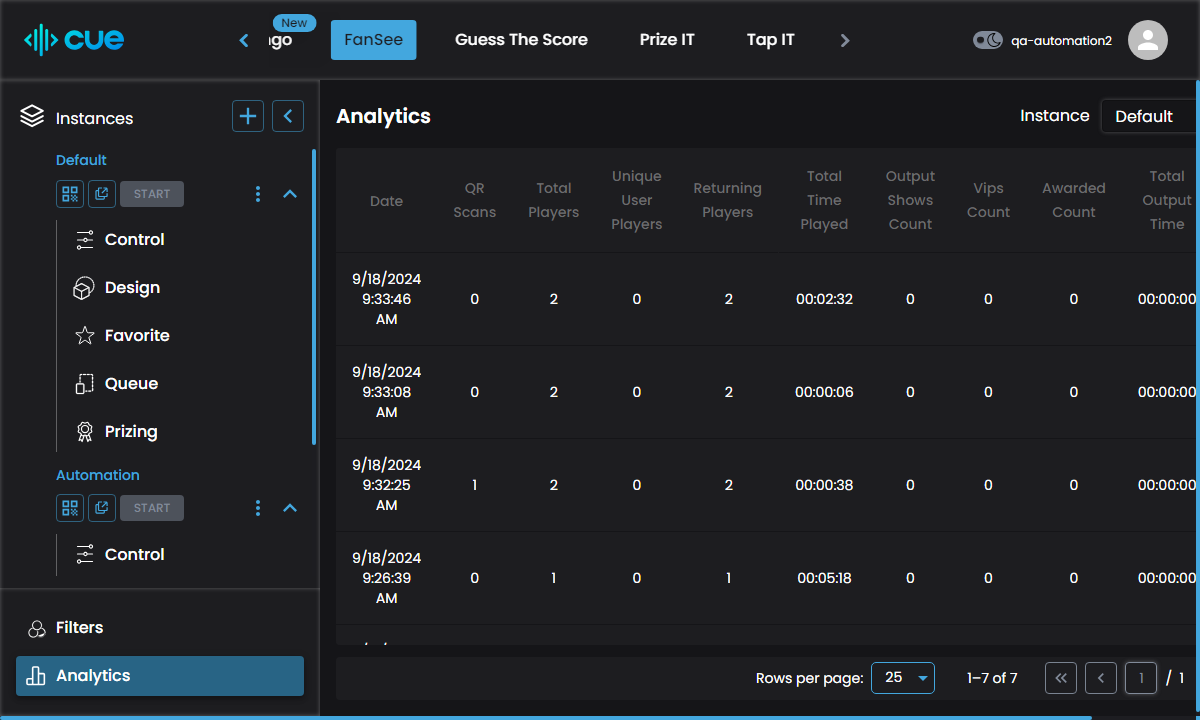 cue
New
ngo
FanSee
Guess The Score
Prize IT
Tap IT
qa-automation2
Instances
Default
START
Control
Design
Favorite
Queue
Prizing
Automation
START
Control
Filters
Analytics
Analytics
Instance
Default
Date
QR Scans
Total Players
Unique User Players
Returning Players
Total Time Played
Output Shows Count
Vips Count
Awarded Count
Total Output Time
9/18/2024 9:33:46 AM 0 2 0 2 00:02:32 0 0 0 00:00:00
9/18/2024 9:33:08 AM 0 2 0 2 00:00:06 0 0 0 00:00:00
9/18/2024 9:32:25 AM 1 2 0 2 00:00:38 0 0 0 00:00:00
9/18/2024 9:26:39 AM 0 1 0 1 00:05:18 0 0 0 00:00:00
Rows per page: 25 1–7 of 7 1 / 1